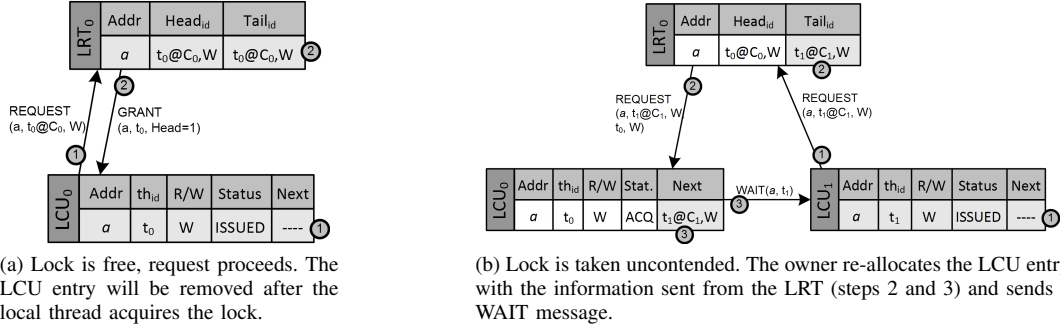 LRT0
Addr Headid Tailid
a t0@C0,W t0@C0,W
2
2
REQUEST
(a, t0@C0, W)
GRANT
(a, t0, Head=1)
1
LCU0
Addr thid R/W Status Next
a t0 W ISSUED ----
1
(a) Lock is free, request proceeds. The
LCU entry will be removed after the
local thread acquires the lock.
LRT0
Addr Headid Tailid
a t0@C0,W t1@C1,W
2
2
REQUEST
(a, t1@C1, W
t0, W)
REQUEST
(a, t1@C1, W)
1
LCU0
Addr thid R/W Stat. Next
a t0 W ACQ t1@C1,W
3
WAIT(a, t1)
3
LCU1
Addr thid R/W Status Next
a t1 W ISSUED ----
1
(b) Lock is taken uncontended. The owner re-allocates the LCU entr
with the information sent from the LRT (steps 2 and 3) and sends
WAIT message.